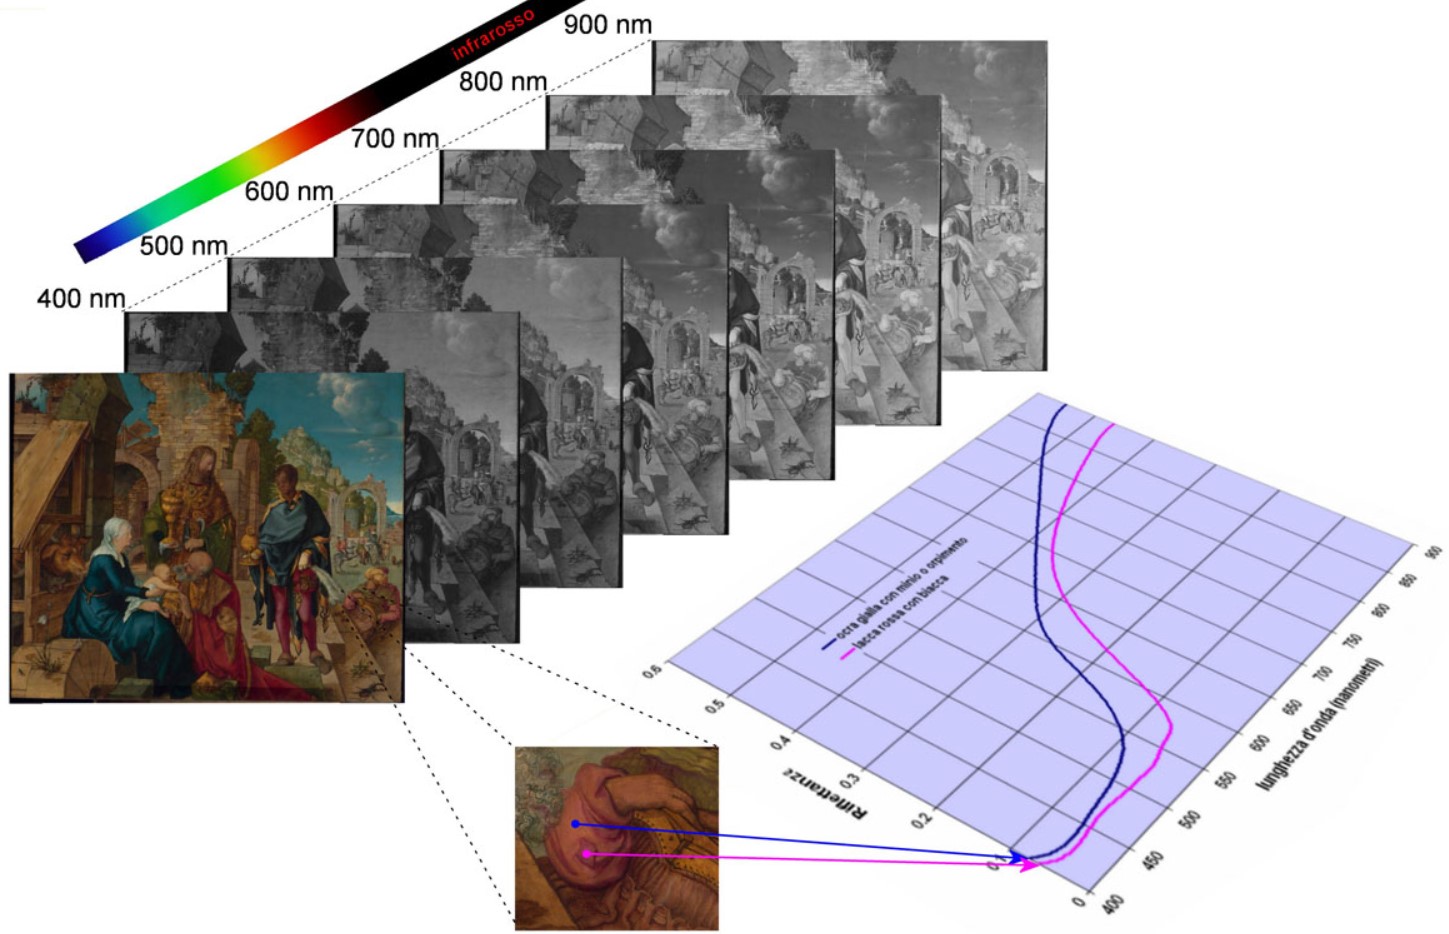 infrarosso
900 nm
800 nm
700 nm
600 nm
500 nm
400 nm
ocra gialla con minio o orpimento
lacca rossa con biacca
0.6
0.5
0.4
0.3
0.2
0.1
0
Riflettanza
400
450
500
550
600
650
700
750
800
850
900
lunghezza d'onda (nanometri)